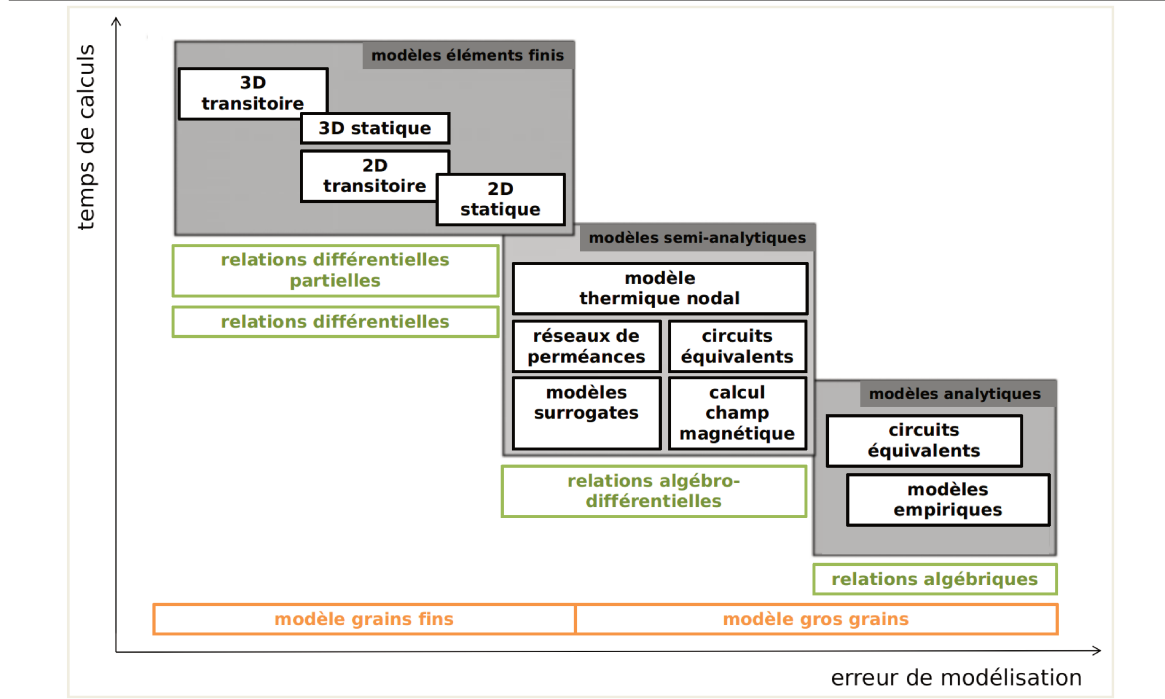 temps de calculs
modèles éléments finis
3D
transitoire
3D statique
2D
transitoire
2D
statique
relations différentielles
partielles
relations différentielles
modèles semi-analytiques
modèle
thermique nodal
réseaux de
perméances
circuits
équivalents
modèles
surrogates
calcul
champ
magnétique
relations algébro-
différentielles
modèles analytiques
circuits
équivalents
modèles
empiriques
relations algébriques
modèle grains fins
modèle gros grains
erreur de modélisation